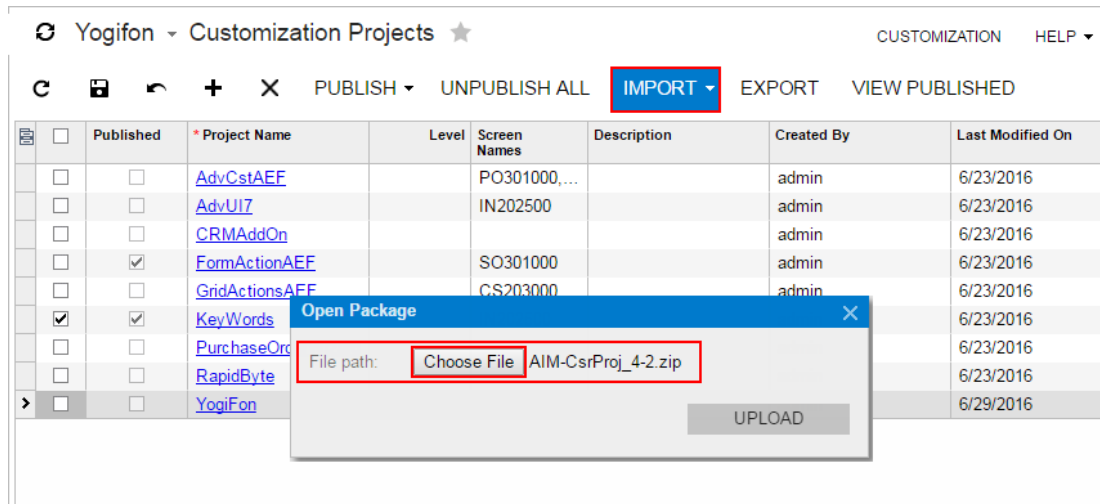 Yogifon Customization Projects
CUSTOMIZATION HELP
PUBLISH UNPUBLISH ALL IMPORT EXPORT VIEW PUBLISHED
Published * Project Name Level Screen Names Description Created By Last Modified On
AdvCstAEF PO301000,... admin 6/23/2016
AdvUI7 IN202500 admin 6/23/2016
CRMAddOn admin 6/23/2016
FormActionAEF SO301000 admin 6/23/2016
GridActionsAEF CS203000 admin 6/23/2016
KeyWords 6/23/2016
PurchaseOrd 6/23/2016
RapidByte 6/23/2016
YogiFon 6/29/2016
Open Package
File path: Choose File AIM-CsrProj_4-2.zip
UPLOAD